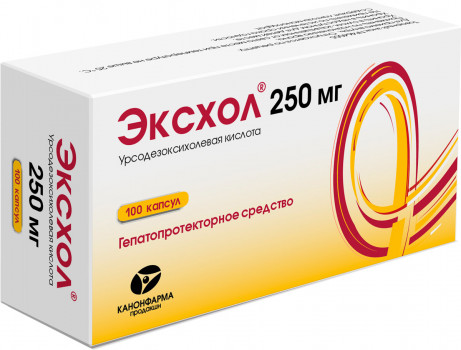 ЭКСХОЛ® 250 мг
Урсодезоксихолевая кислота
100 капсул
Гепатопротекторное средство
КАНОНФАРМА
продакшн
ЭКСХОЛ®
Урсодезоксихолевая кислота
250 мг
100 капсул